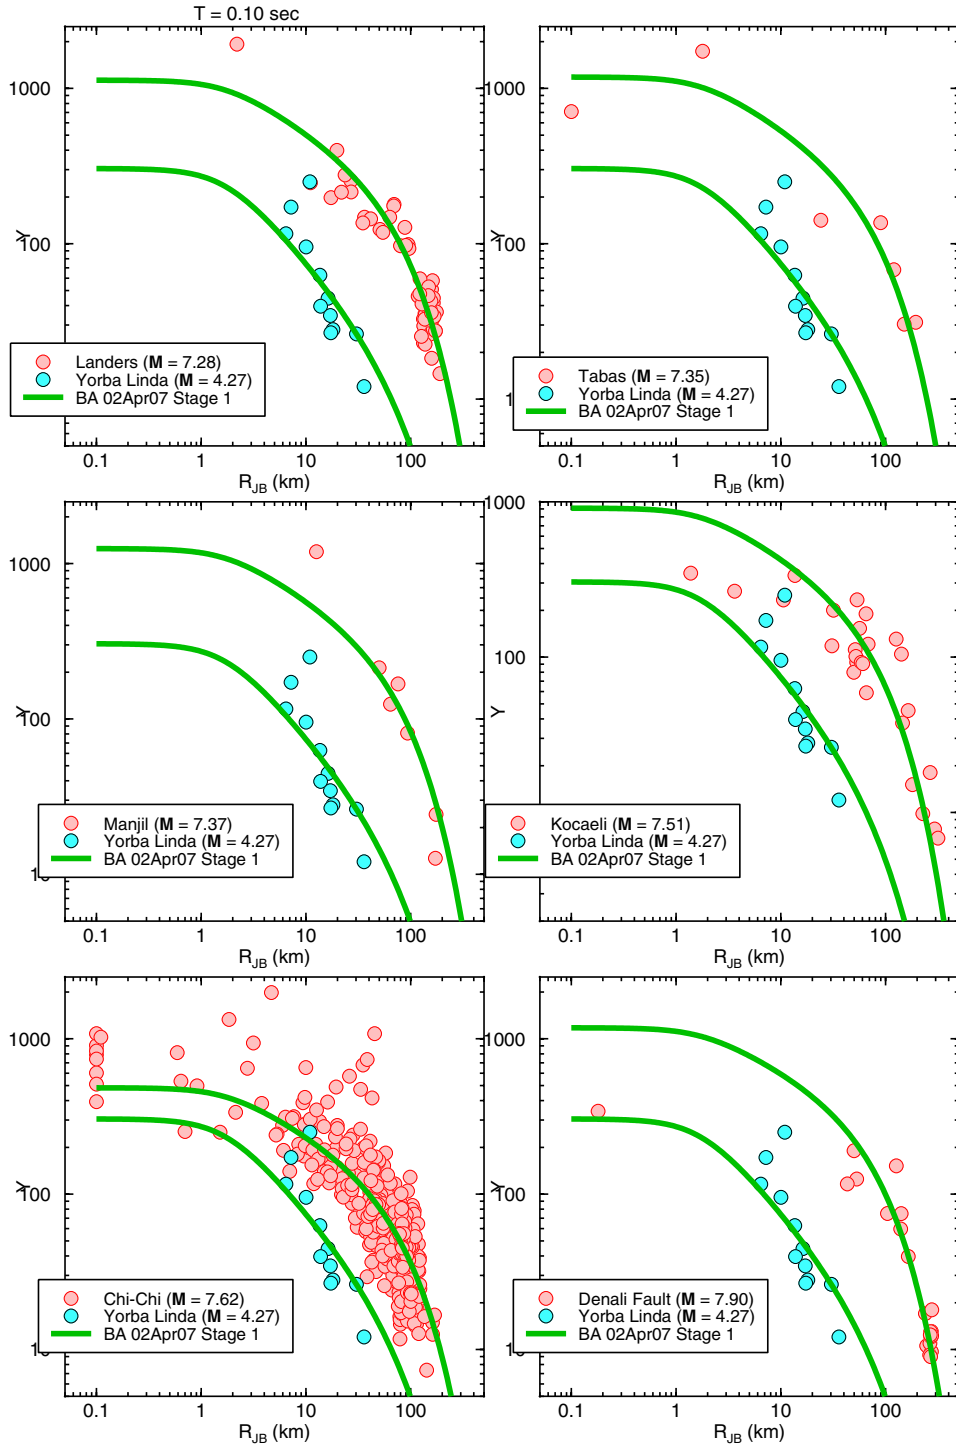 T = 0.10 sec
1000
100
Y
Landers (M = 7.28)
Yorba Linda (M = 4.27)
BA 02Apr07 Stage 1
0.1 1 10 100
R_JB (km)
1000
100
Y
Tabas (M = 7.35)
Yorba Linda (M = 4.27)
BA 02Apr07 Stage 1
0.1 1 10 100
R_JB (km)
1000
100
Y
Manjil (M = 7.37)
Yorba Linda (M = 4.27)
BA 02Apr07 Stage 1
0.1 1 10 100
R_JB (km)
1000
100
Y
Kocaeli (M = 7.51)
Yorba Linda (M = 4.27)
BA 02Apr07 Stage 1
0.1 1 10 100
R_JB (km)
1000
100
Y
Chi-Chi (M = 7.62)
Yorba Linda (M = 4.27)
BA 02Apr07 Stage 1
0.1 1 10 100
R_JB (km)
1000
100
Y
Denali Fault (M = 7.90)
Yorba Linda (M = 4.27)
BA 02Apr07 Stage 1
0.1 1 10 100
R_JB (km)